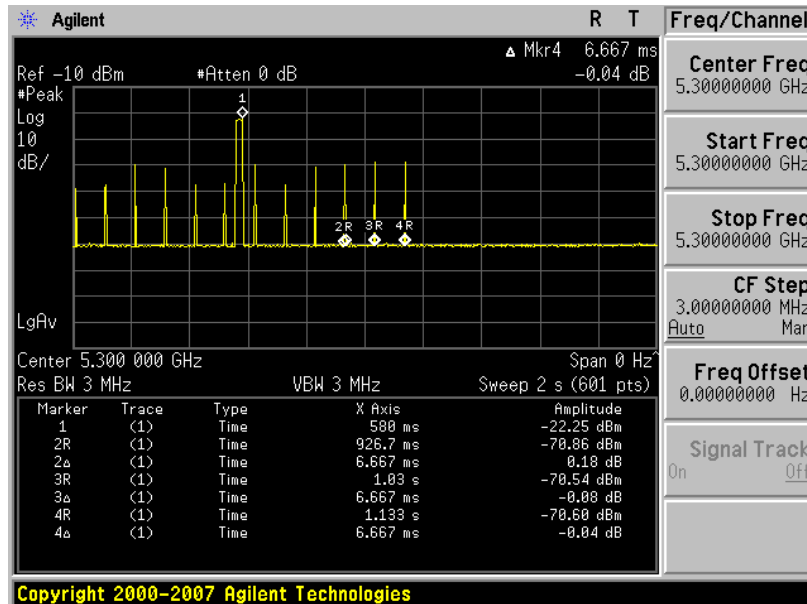 Agilent R T
Δ Mkr4 6.667 ms
Ref -10 dBm #Atten 0 dB -0.04 dB
#Peak
Log
10
dB/
1
2R 3R 4R
LgAv
Center 5.300 000 GHz Span 0 Hz^
Res BW 3 MHz VBW 3 MHz Sweep 2 s (601 pts)
Marker Trace Type X Axis Amplitude
1 (1) Time 580 ms -22.25 dBm
2R (1) Time 926.7 ms -70.86 dBm
2Δ (1) Time 6.667 ms 0.18 dB
3R (1) Time 1.03 s -70.54 dBm
3Δ (1) Time 6.667 ms -0.08 dB
4R (1) Time 1.133 s -70.60 dBm
4Δ (1) Time 6.667 ms -0.04 dB
Copyright 2000-2007 Agilent Technologies
Freq/Channel
Center Freq
5.30000000 GHz
Start Freq
5.30000000 GHz
Stop Freq
5.30000000 GHz
CF Step
3.00000000 MHz
Auto Man
Freq Offset
0.00000000 Hz
Signal Track
On Off